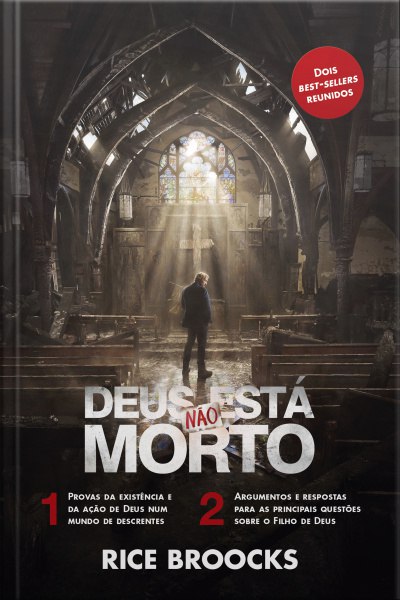 DOIS
BEST-SELLERS
REUNIDOS
DEUS NÃO ESTÁ
MORTO
1 PROVAS DA EXISTÊNCIA E
DA AÇÃO DE DEUS NUM
MUNDO DE DESCRENTES
2 ARGUMENTOS E RESPOSTAS
PARA AS PRINCIPAIS QUESTÕES
SOBRE O FILHO DE DEUS
RICE BROOCKS